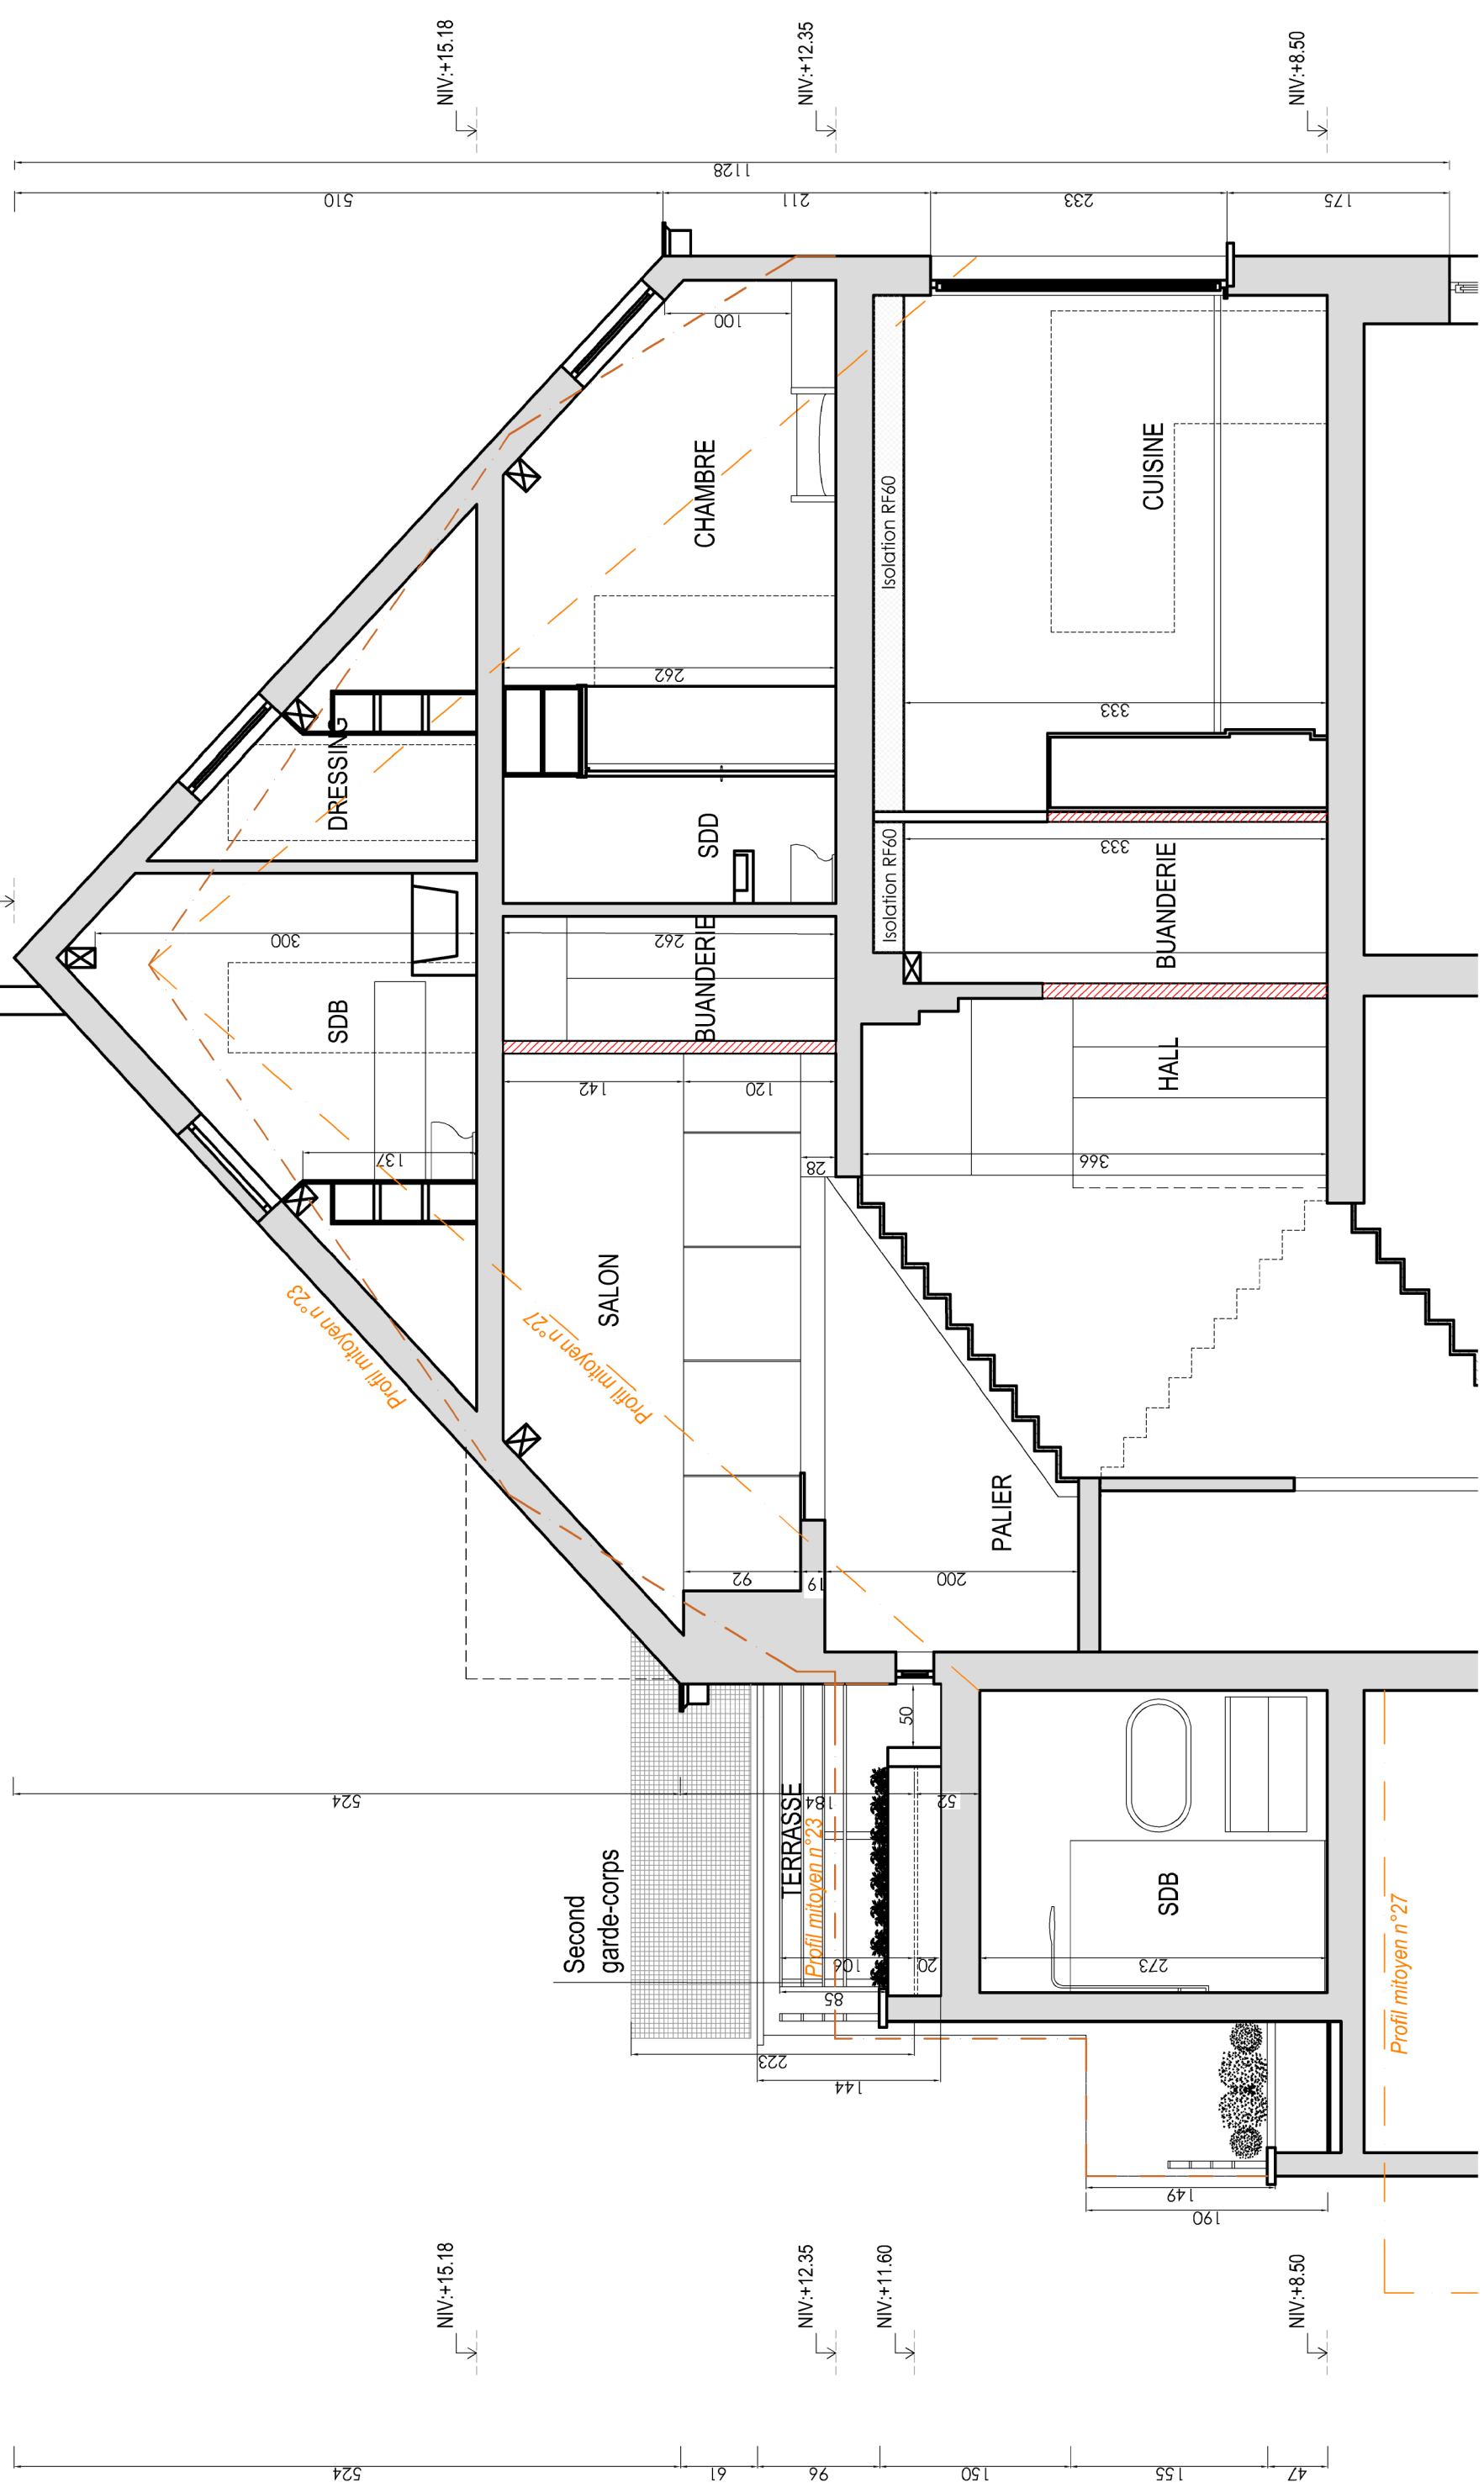 NIV:+15.18
NIV:+12.35
NIV:+8.50
1128
510
211
233
175
100
CHAMBRE
CUISINE
Isolation RF60
262
333
DRESSING
SDD
333
BUANDERIE
Isolation RF60
300
262
SDB
BUANDERIE
HALL
142
120
137
28
366
SALON
Profil mitoyen n°23
Profil mitoyen n°27
PALIER
92
19
200
50
524
184
52
TERRASSE
Profil mitoyen n°23
Second
garde-corps
106
20
85
273
SDB
223
144
Profil mitoyen n°27
149
190
NIV:+15.18
NIV:+12.35
NIV:+11.60
NIV:+8.50
524
61
96
150
155
47